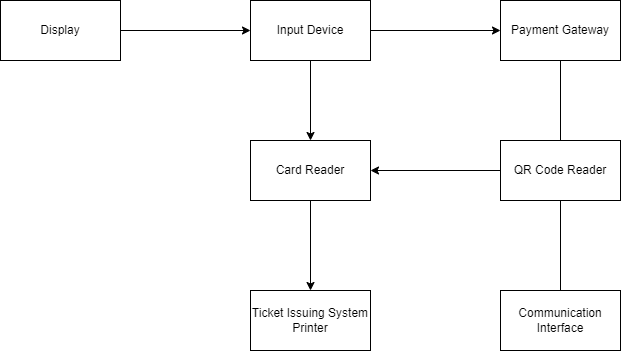 Display
Input Device
Payment Gateway
Card Reader
QR Code Reader
Ticket Issuing System
Printer
Communication
Interface